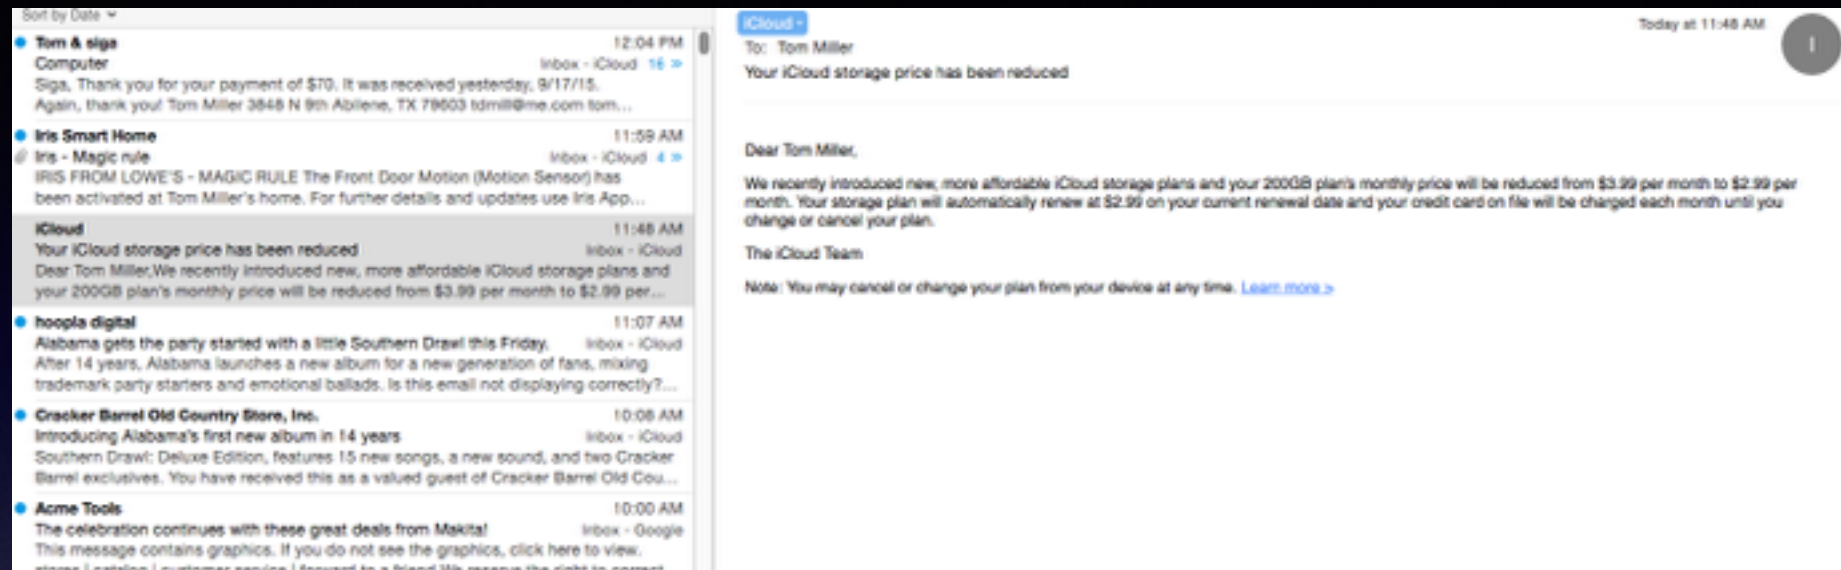 Sort by Date
Tom & siga 12:04 PM
Computer Inbox - iCloud 16 »
Siga, Thank you for your payment of $70. It was received yesterday, 9/17/15.
Again, thank you! Tom Miller 3848 N 9th Abilene, TX 79603 tdmill@me.com tom...
Iris Smart Home 11:59 AM
Iris - Magic rule Inbox - iCloud 4 »
IRIS FROM LOWE'S - MAGIC RULE The Front Door Motion (Motion Sensor) has
been activated at Tom Miller's home. For further details and updates use Iris App...
iCloud 11:48 AM
Your iCloud storage price has been reduced Inbox - iCloud
Dear Tom Miller,We recently introduced new, more affordable iCloud storage plans and
your 200GB plan's monthly price will be reduced from $3.99 per month to $2.99 per...
hoopla digital 11:07 AM
Alabama gets the party started with a little Southern Drawl this Friday. Inbox - iCloud
After 14 years, Alabama launches a new album for a new generation of fans, mixing
trademark party starters and emotional ballads. Is this email not displaying correctly?...
Cracker Barrel Old Country Store, Inc. 10:08 AM
Introducing Alabama's first new album in 14 years Inbox - iCloud
Southern Drawl: Deluxe Edition, features 15 new songs, a new sound, and two Cracker
Barrel exclusives. You have received this as a valued guest of Cracker Barrel Old Cou...
Acme Tools 10:00 AM
The celebration continues with these great deals from Makita! Inbox - Google
This message contains graphics. If you do not see the graphics, click here to view.
stores | catalog | customer service | forward to a friend We reserve the right to correct
iCloud Today at 11:48 AM I
To: Tom Miller
Your iCloud storage price has been reduced
Dear Tom Miller,
We recently introduced new, more affordable iCloud storage plans and your 200GB plan's monthly price will be reduced from $3.99 per month to $2.99 per
month. Your storage plan will automatically renew at $2.99 on your current renewal date and your credit card on file will be charged each month until you
change or cancel your plan.
The iCloud Team
Note: You may cancel or change your plan from your device at any time. Learn more >